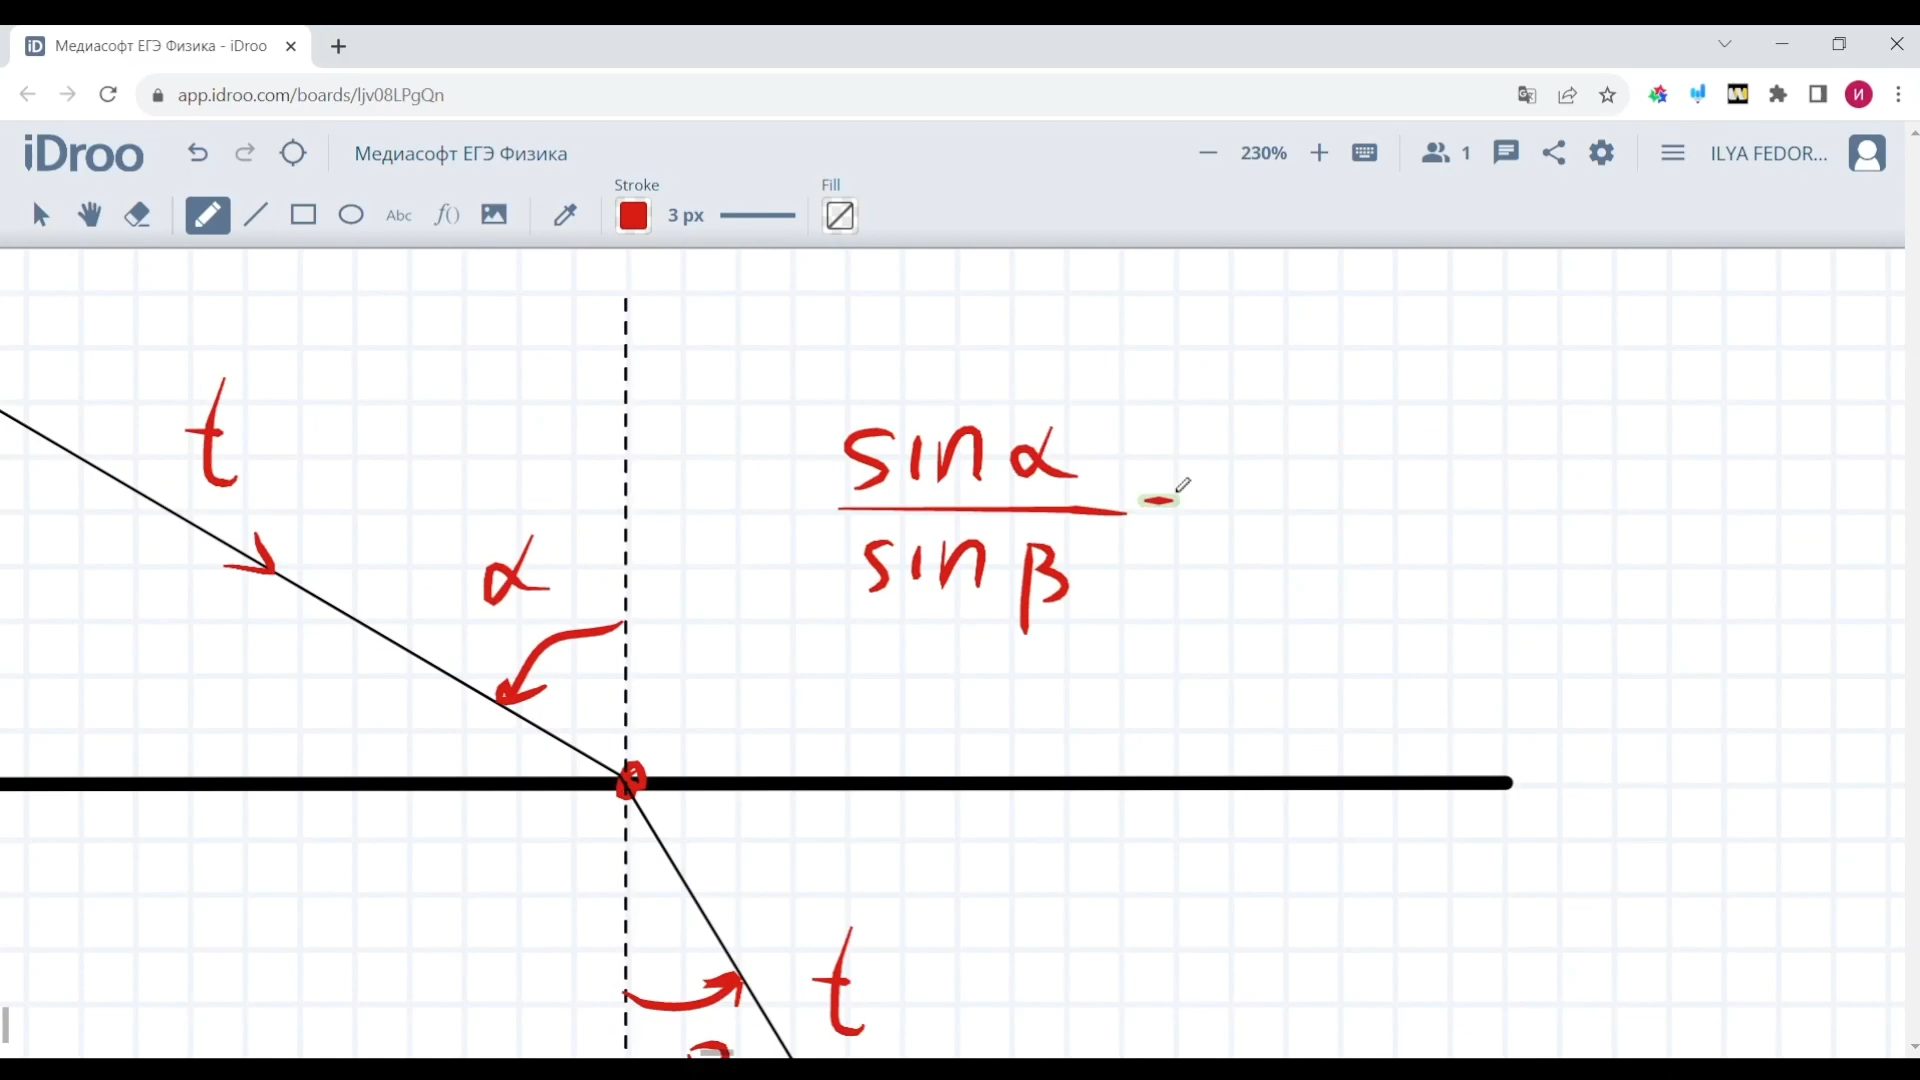 Медиасофт ЕГЭ Физика - iDroo
app.idroo.com/boards/ljv08LPgQn
И
iDroo
Медиасофт ЕГЭ Физика
230%
1
ILYA FEDOR...
Stroke
Fill
Abc
f()
3 px
t
sin α
α
sin β
t